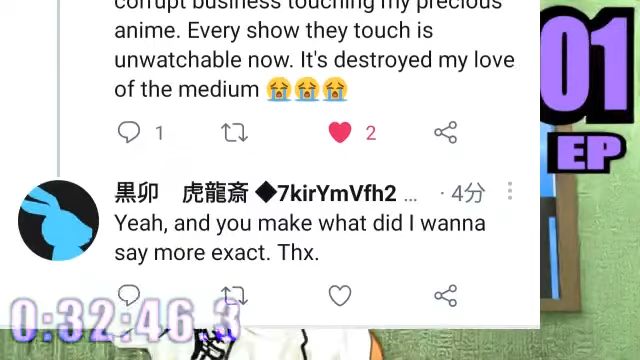 corrupt business touching my precious
anime. Every show they touch is
unwatchable now. It's destroyed my love
of the medium 😭😭😭
1
2
黒卯　虎龍斎 ◆7kirYmVfh2 ... · 4分
Yeah, and you make what did I wanna
say more exact. Thx.
01
EP
0:32:46.3